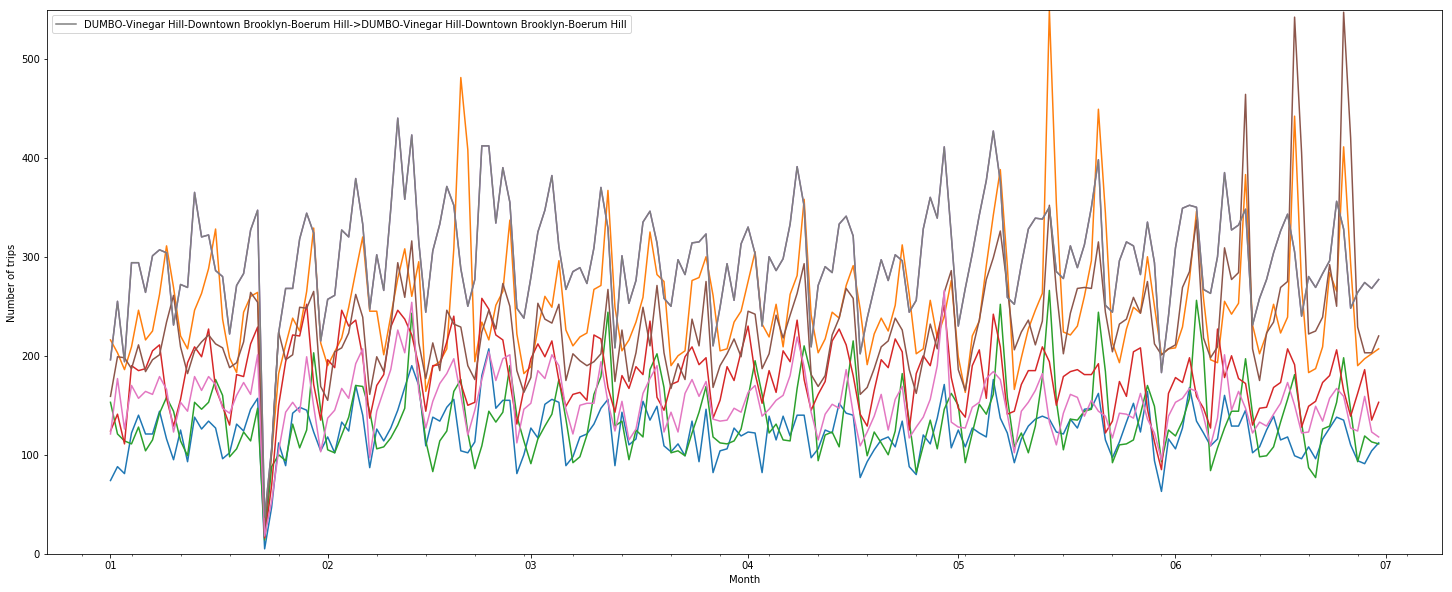 DUMBO-Vinegar Hill-Downtown Brooklyn-Boerum Hill->DUMBO-Vinegar Hill-Downtown Brooklyn-Boerum Hill
500
400
300
200
100
0
Number of trips
01 02 03 04 05 06 07
Month